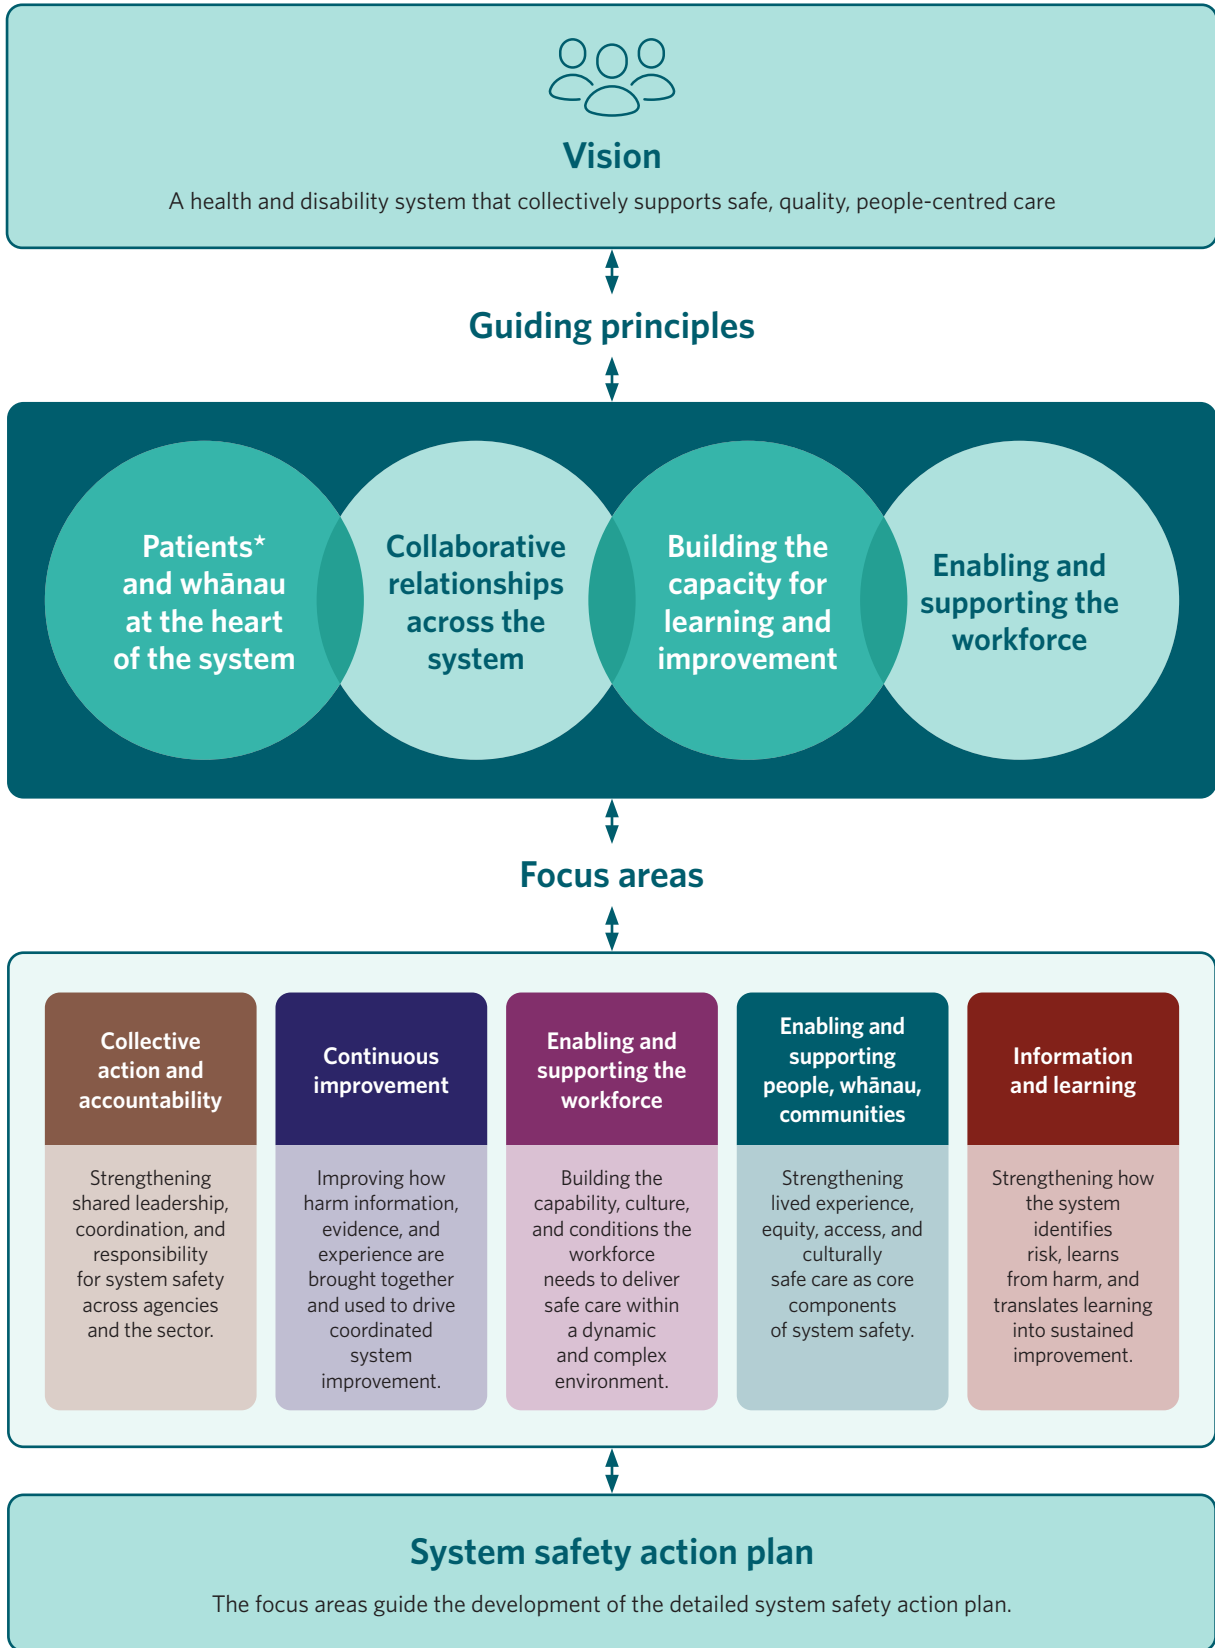 Vision
A health and disability system that collectively supports safe, quality, people-centred care
Guiding principles
Patients*
and whānau
at the heart
of the system
Collaborative
relationships
across the
system
Building the
capacity for
learning and
improvement
Enabling and
supporting the
workforce
Focus areas
Collective
action and
accountability
Strengthening
shared leadership,
coordination, and
responsibility
for system safety
across agencies
and the sector.
Continuous
improvement
Improving how
harm information,
evidence, and
experience are
brought together
and used to drive
coordinated
system
improvement.
Enabling and
supporting the
workforce
Building the
capability, culture,
and conditions the
workforce
needs to deliver
safe care within
a dynamic
and complex
environment.
Enabling and
supporting
people, whānau,
communities
Strengthening
lived experience,
equity, access, and
culturally
safe care as core
components
of system safety.
Information
and learning
Strengthening how
the system
identifies
risk, learns
from harm, and
translates learning
into sustained
improvement.
System safety action plan
The focus areas guide the development of the detailed system safety action plan.